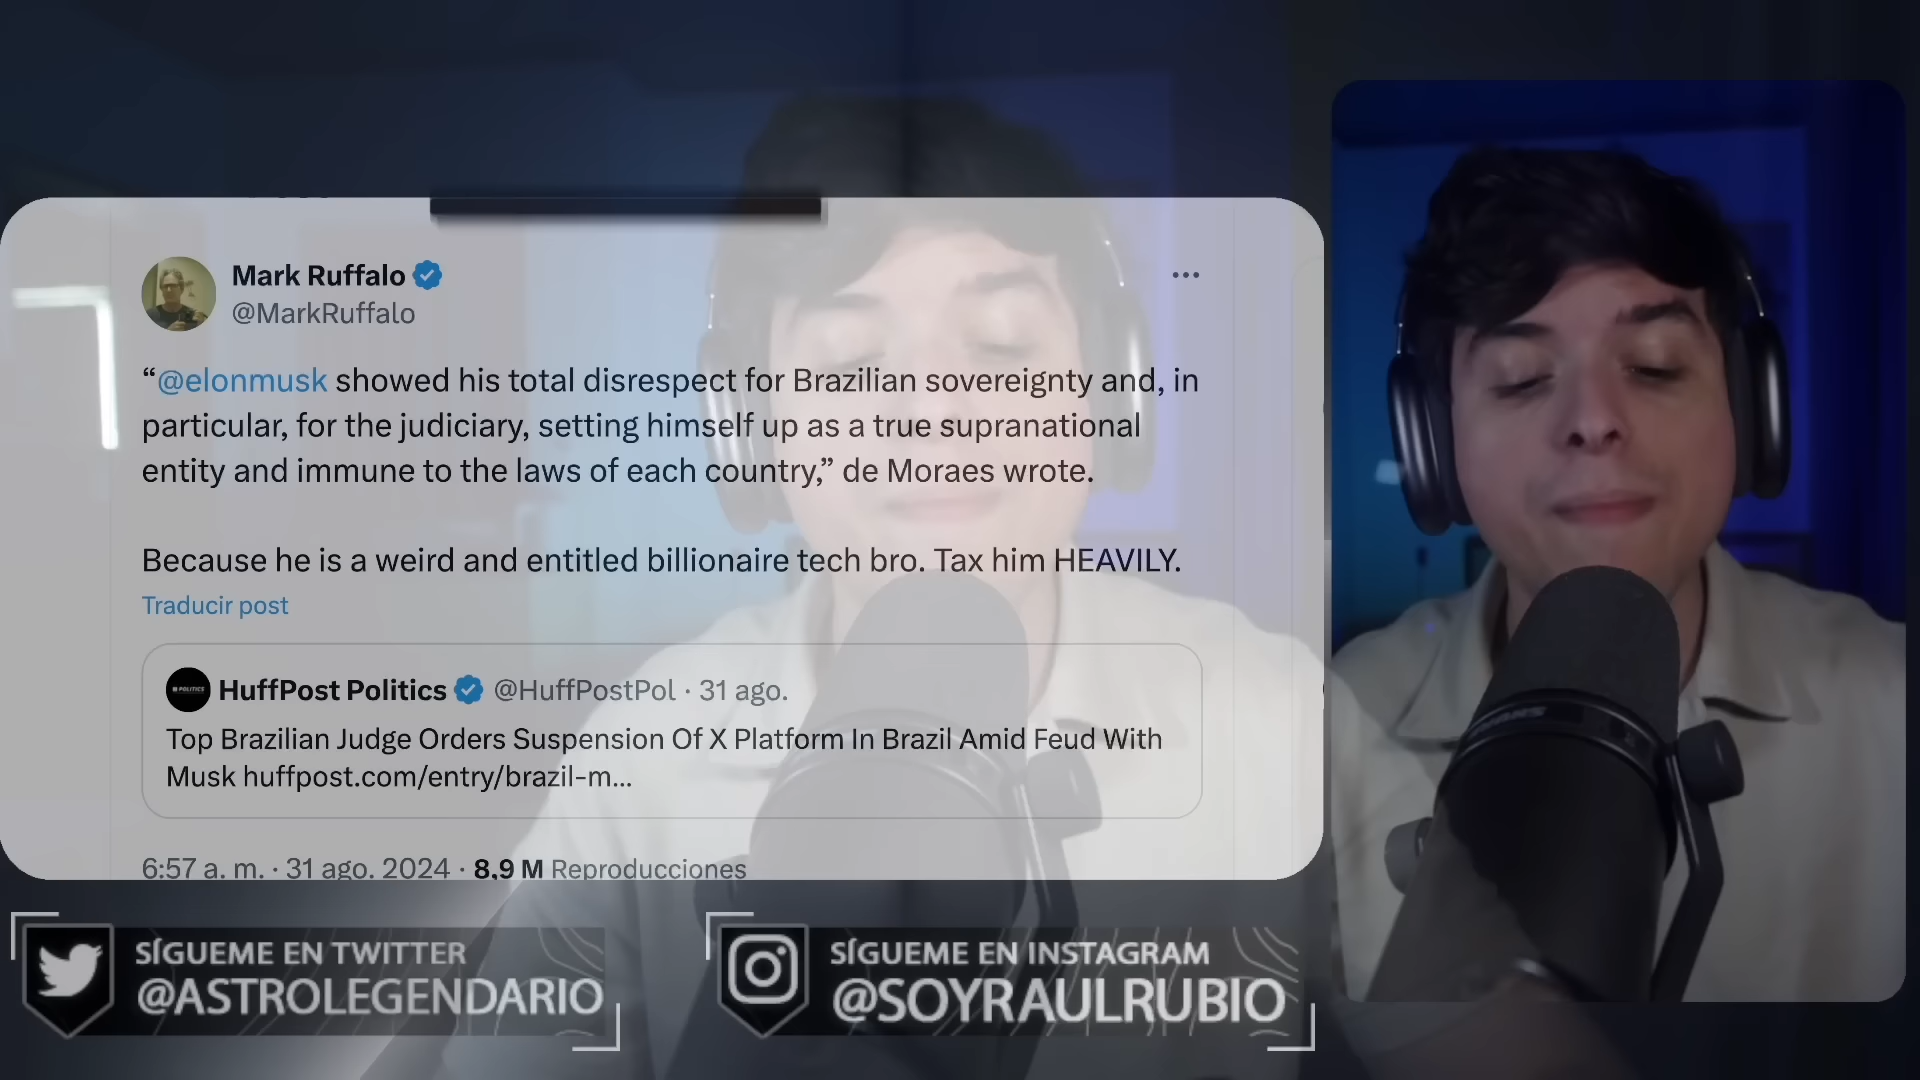 Mark Ruffalo
@MarkRuffalo
“@elonmusk showed his total disrespect for Brazilian sovereignty and, in
particular, for the judiciary, setting himself up as a true supranational
entity and immune to the laws of each country,” de Moraes wrote.
Because he is a weird and entitled billionaire tech bro. Tax him HEAVILY.
Traducir post
POLITICS
HuffPost Politics @HuffPostPol · 31 ago.
Top Brazilian Judge Orders Suspension Of X Platform In Brazil Amid Feud With
Musk huffpost.com/entry/brazil-m...
6:57 a. m. · 31 ago. 2024 · 8,9 M Reproducciones
SÍGUEME EN TWITTER
@ASTROLEGENDARIO
SÍGUEME EN INSTAGRAM
@SOYRAULRUBIO